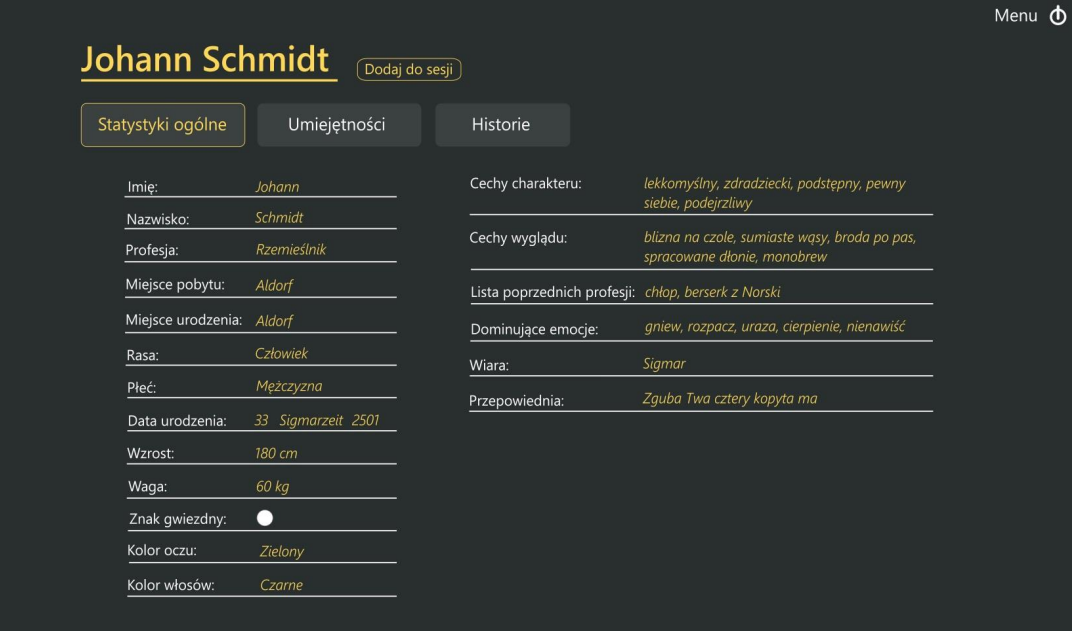 Menu
Johann Schmidt
Dodaj do sesji
Statystyki ogólne
Umiejętności
Historie
Imię: Johann
Nazwisko: Schmidt
Profesja: Rzemieślnik
Miejsce pobytu: Aldorf
Miejsce urodzenia: Aldorf
Rasa: Człowiek
Płeć: Mężczyzna
Data urodzenia: 33 Sigmarzeit 2501
Wzrost: 180 cm
Waga: 60 kg
Znak gwiezdny:
Kolor oczu: Zielony
Kolor włosów: Czarne
Cechy charakteru: lekkomyślny, zdradziecki, podstępny, pewny
siebie, podejrzliwy
Cechy wyglądu: blizna na czole, sumiaste wąsy, broda po pas,
spracowane dłonie, monobrew
Lista poprzednich profesji: chłop, berserk z Norski
Dominujące emocje: gniew, rozpacz, uraza, cierpienie, nienawiść
Wiara: Sigmar
Przepowiednia: Zguba Twa cztery kopyta ma